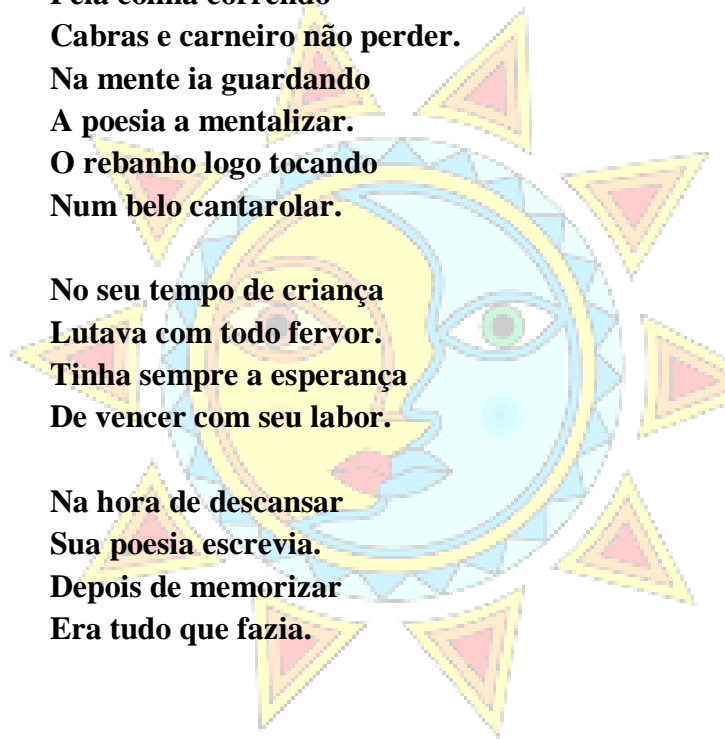 correndo
Cabras e carneiro não perder.
Na mente ia guardando
A poesia a mentalizar.
O rebanho logo tocando
Num belo cantarolar.

No seu tempo de criança
Lutava com todo fervor.
Tinha sempre a esperança
De vencer com seu labor.

Na hora de descansar
Sua poesia escrevia.
Depois de memorizar
Era tudo que fazia.